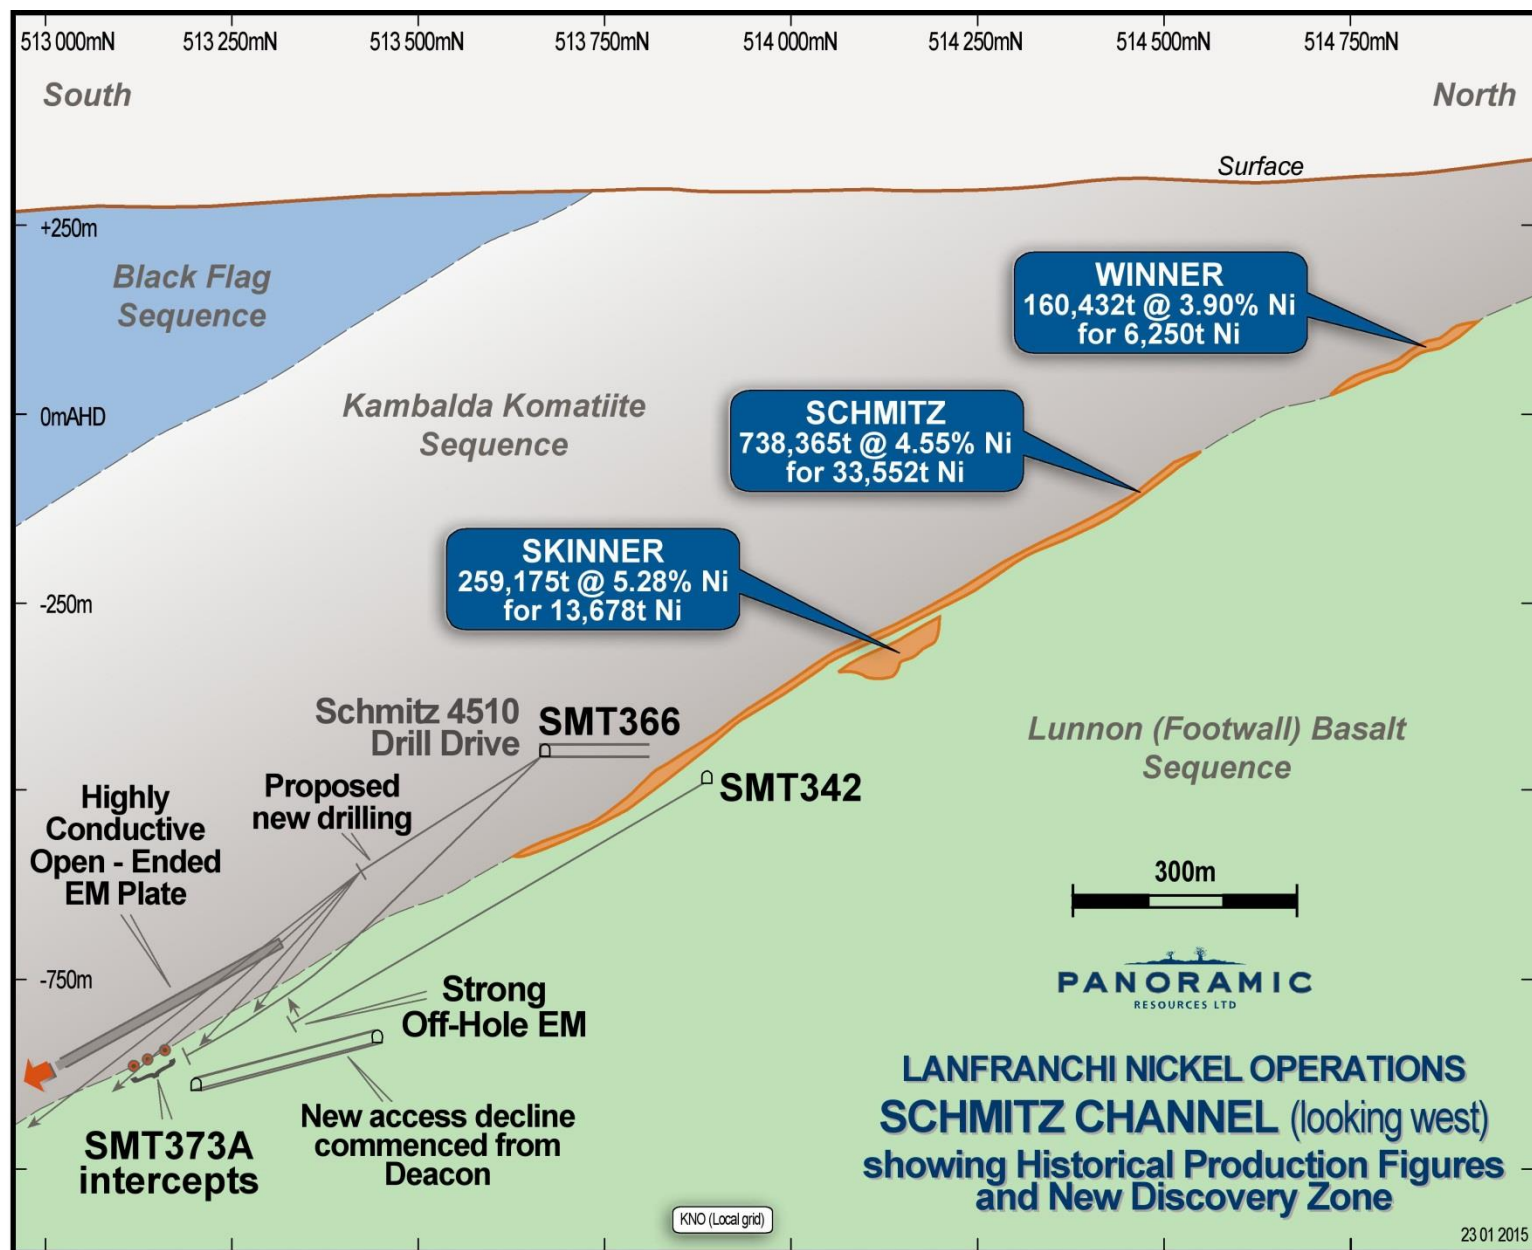 513 000mN 513 250mN 513 500mN 513 750mN 514 000mN 514 250mN 514 500mN 514 750mN
South
North
Surface
+250m
Black Flag
Sequence
WINNER
160,432t @ 3.90% Ni
for 6,250t Ni
0mAHD
Kambalda Komatiite
Sequence
SCHMITZ
738,365t @ 4.55% Ni
for 33,552t Ni
SKINNER
259,175t @ 5.28% Ni
for 13,678t Ni
-250m
Schmitz 4510
Drill Drive
SMT366
Lunnon (Footwall) Basalt
Sequence
SMT342
Proposed
new drilling
Highly
Conductive
Open - Ended
EM Plate
300m
-750m
Strong
Off-Hole EM
PANORAMIC
RESOURCES LTD
New access decline
commenced from
Deacon
SMT373A
intercepts
LANFRANCHI NICKEL OPERATIONS
SCHMITZ CHANNEL (looking west)
showing Historical Production Figures
and New Discovery Zone
KNO (Local grid)
23 01 2015